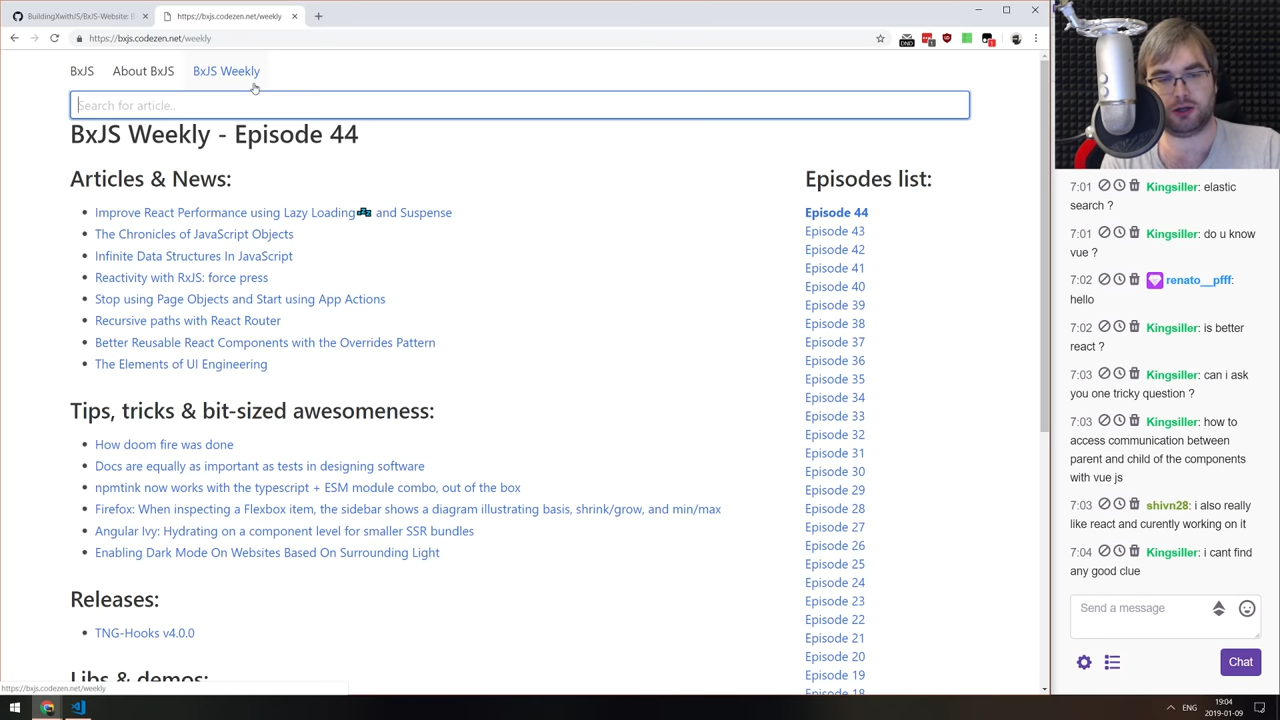 BuildingXwithJS/BxJS-Website: B
https://bxjs.codezen.net/weekly
https://bxjs.codezen.net/weekly
BxJS
About BxJS
BxJS Weekly
Search for article..
BxJS Weekly - Episode 44
Articles & News:
Improve React Performance using Lazy Loading💤 and Suspense
The Chronicles of JavaScript Objects
Infinite Data Structures In JavaScript
Reactivity with RxJS: force press
Stop using Page Objects and Start using App Actions
Recursive paths with React Router
Better Reusable React Components with the Overrides Pattern
The Elements of UI Engineering
Tips, tricks & bit-sized awesomeness:
How doom fire was done
Docs are equally as important as tests in designing software
npmtink now works with the typescript + ESM module combo, out of the box
Firefox: When inspecting a Flexbox item, the sidebar shows a diagram illustrating basis, shrink/grow, and min/max
Angular Ivy: Hydrating on a component level for smaller SSR bundles
Enabling Dark Mode On Websites Based On Surrounding Light
Releases:
TNG-Hooks v4.0.0
Libs & demos:
Episodes list:
Episode 44
Episode 43
Episode 42
Episode 41
Episode 40
Episode 39
Episode 38
Episode 37
Episode 36
Episode 35
Episode 34
Episode 33
Episode 32
Episode 31
Episode 30
Episode 29
Episode 28
Episode 27
Episode 26
Episode 25
Episode 24
Episode 23
Episode 22
Episode 21
Episode 20
Episode 19
Episode 18
https://bxjs.codezen.net/weekly
7:01 Kingsiller: elastic
search ?
7:01 Kingsiller: do u know
vue ?
7:02 renato__pfff:
hello
7:02 Kingsiller: is better
react ?
7:03 Kingsiller: can i ask
you one tricky question ?
7:03 Kingsiller: how to
access communication between
parent and child of the components
with vue js
7:03 shivn28: i also really
like react and curently working on it
7:04 Kingsiller: i cant find
any good clue
Send a message
Chat
ENG
19:04
2019-01-09